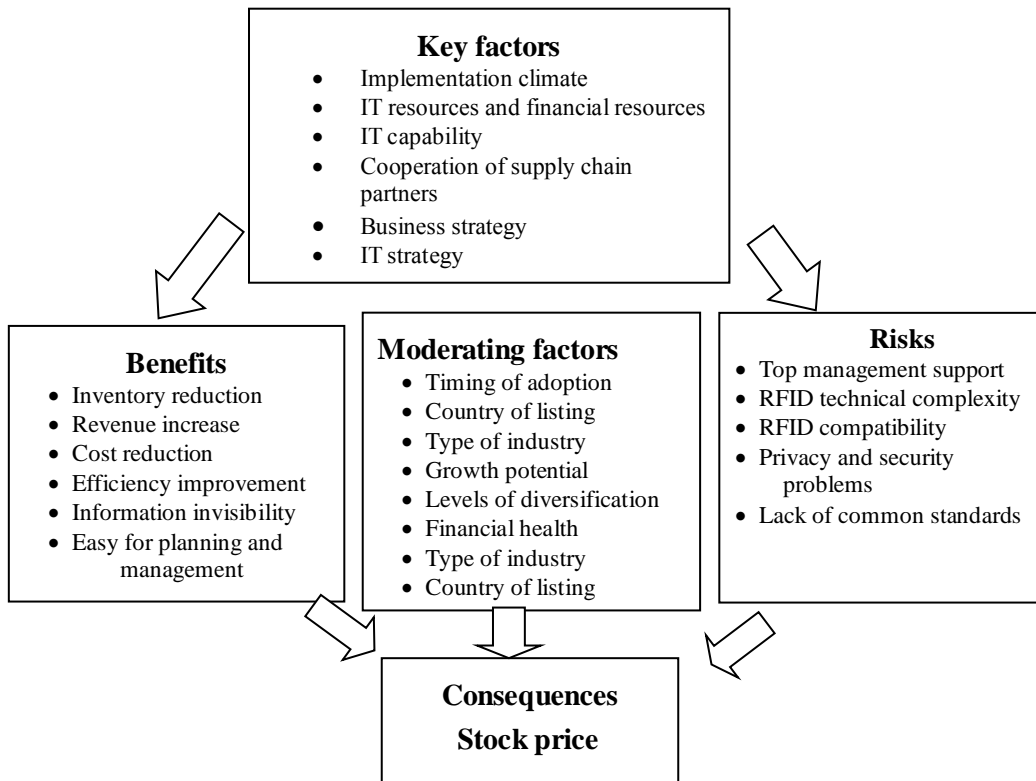 Key factors
• Implementation climate
• IT resources and financial resources
• IT capability
• Cooperation of supply chain
partners
• Business strategy
• IT strategy
Benefits
• Inventory reduction
• Revenue increase
• Cost reduction
• Efficiency improvement
• Information invisibility
• Easy for planning and
management
Moderating factors
• Timing of adoption
• Country of listing
• Type of industry
• Growth potential
• Levels of diversification
• Financial health
• Type of industry
• Country of listing
Risks
• Top management support
• RFID technical complexity
• RFID compatibility
• Privacy and security
problems
• Lack of common standards
Consequences
Stock price